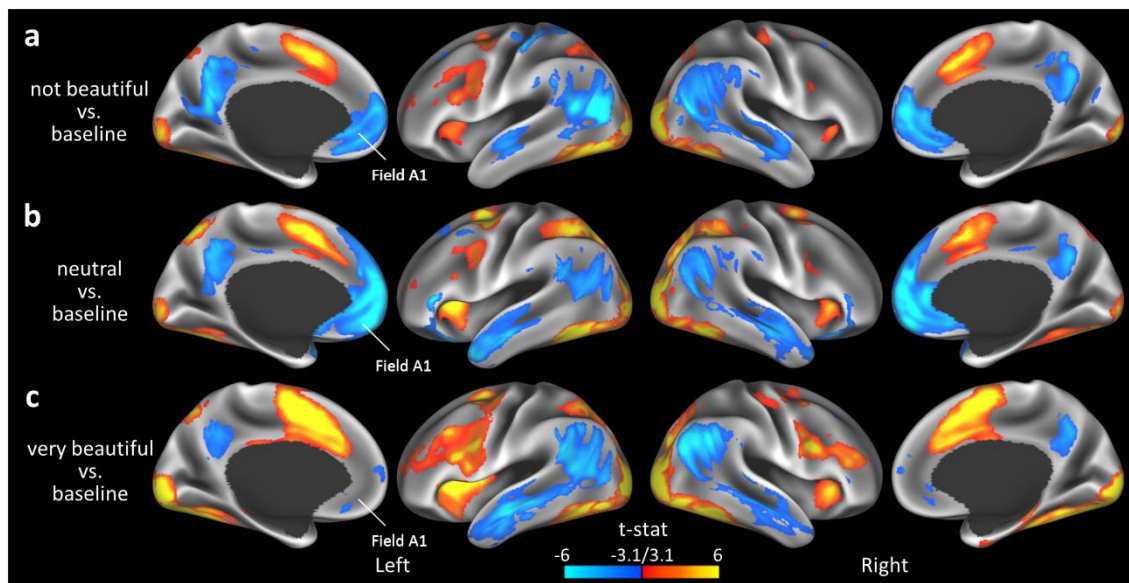 a
not beautiful
vs.
baseline
Field A1
b
neutral
vs.
baseline
Field A1
c
very beautiful
vs.
baseline
Field A1
Left
t-stat
-6 -3.1/3.1 6
Right